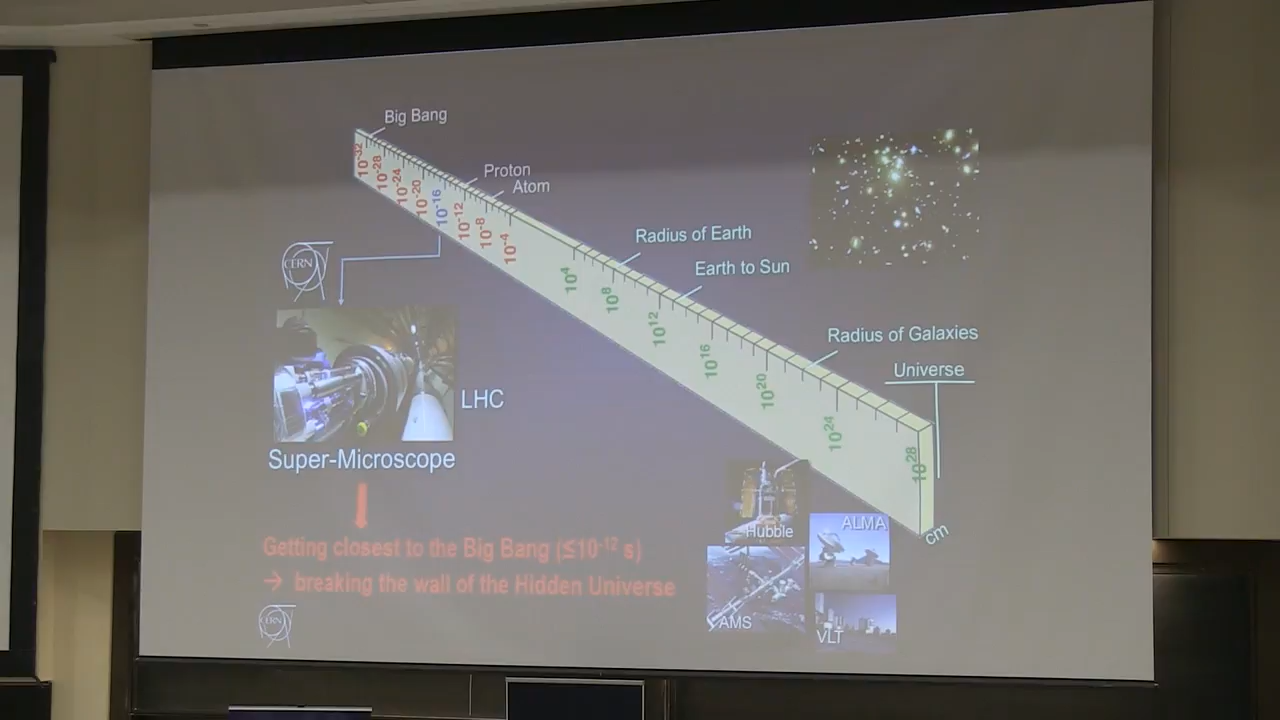 Big Bang
Proton
Atom
10⁻³²
10⁻²⁸
10⁻²⁴
10⁻²⁰
10⁻¹⁶
10⁻¹²
10⁻⁸
10⁻⁴
Radius of Earth
Earth to Sun
10⁴
10⁸
10¹²
10¹⁶
10²⁰
10²⁴
10²⁸
cm
Radius of Galaxies
Universe
CERN
LHC
Super-Microscope
Getting closest to the Big Bang (≤10⁻¹² s)
→ breaking the wall of the Hidden Universe
CERN
Hubble
ALMA
AMS
VLT